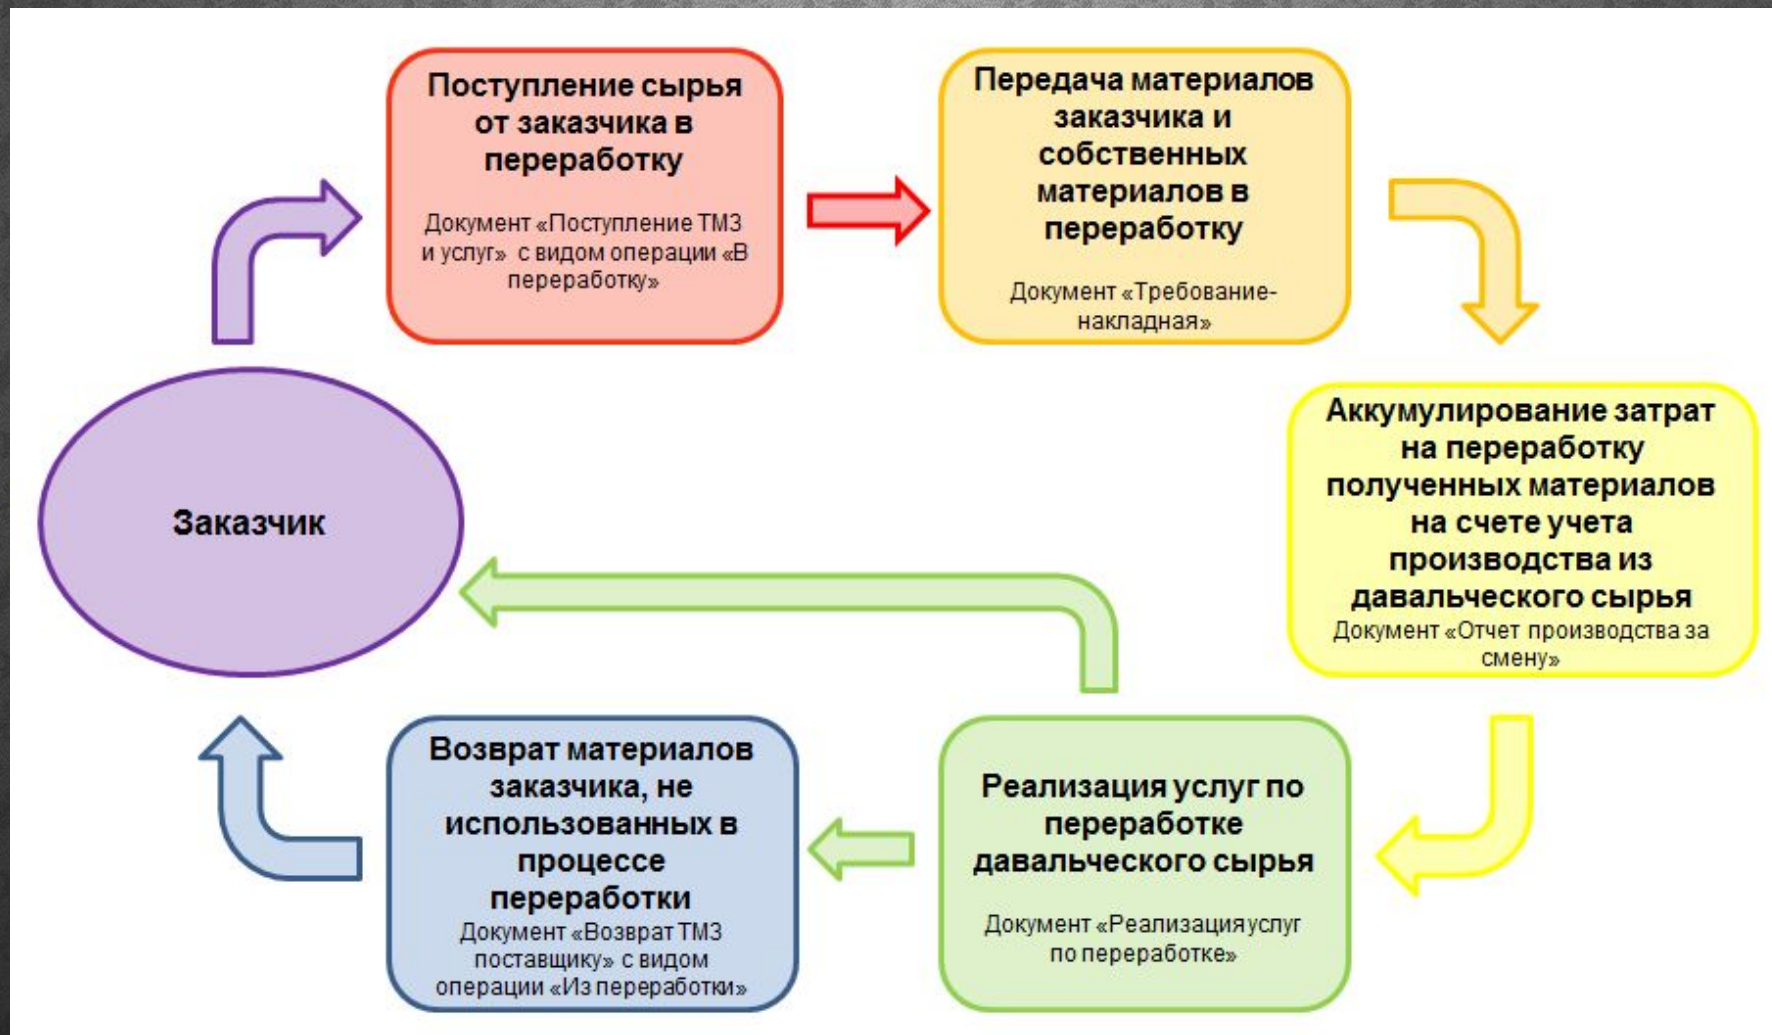 Поступление сырья
от заказчика в
переработку
Документ «Поступление ТМЗ
и услуг» с видом операции «В
переработку»
Передача материалов
заказчика и
собственных
материалов в
переработку
Документ «Требование-
накладная»
Аккумулирование затрат
на переработку
полученных материалов
на счете учета
производства из
давальческого сырья
Документ «Отчет производства за
смену»
Заказчик
Возврат материалов
заказчика, не
использованных в
процессе
переработки
Документ «Возврат ТМЗ
поставщику» с видом
операции «Из переработки»
Реализация услуг по
переработке
давальческого сырья
Документ «Реализация услуг
по переработке»